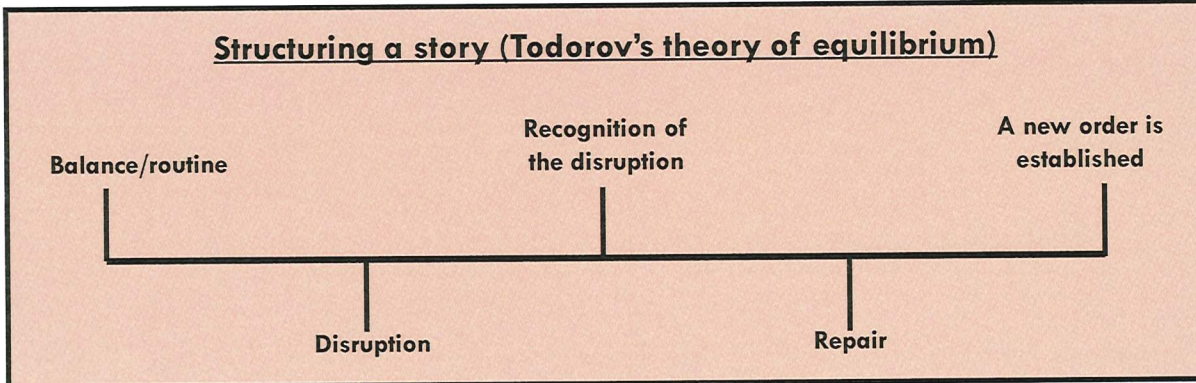 Structuring a story (Todorov's theory of equilibrium)
Balance/routine
Disruption
Recognition of
the disruption
Repair
A new order is
established